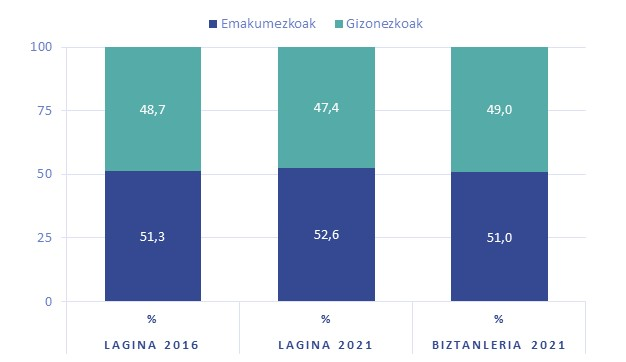 Emakumezkoak Gizonezkoak
100
48,7 47,4 49,0
75
50
51,3 52,6 51,0
25
0
% % %
LAGINA 2016 LAGINA 2021 BIZTANLERIA 2021